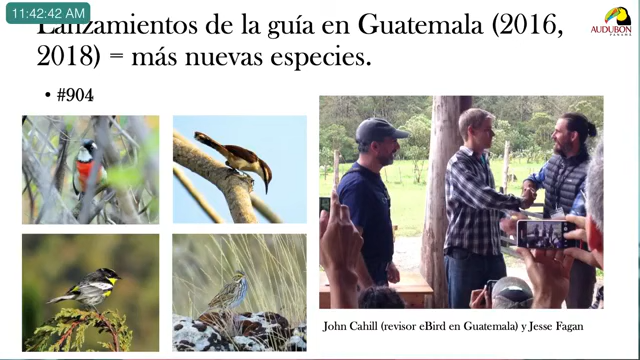 11:42:42 AM
Lanzamientos de la guía en Guatemala (2016,
2018) = más nuevas especies.
AUDUBON
PANAMÁ
• #904
John Cahill (revisor eBird en Guatemala) y Jesse Fagan